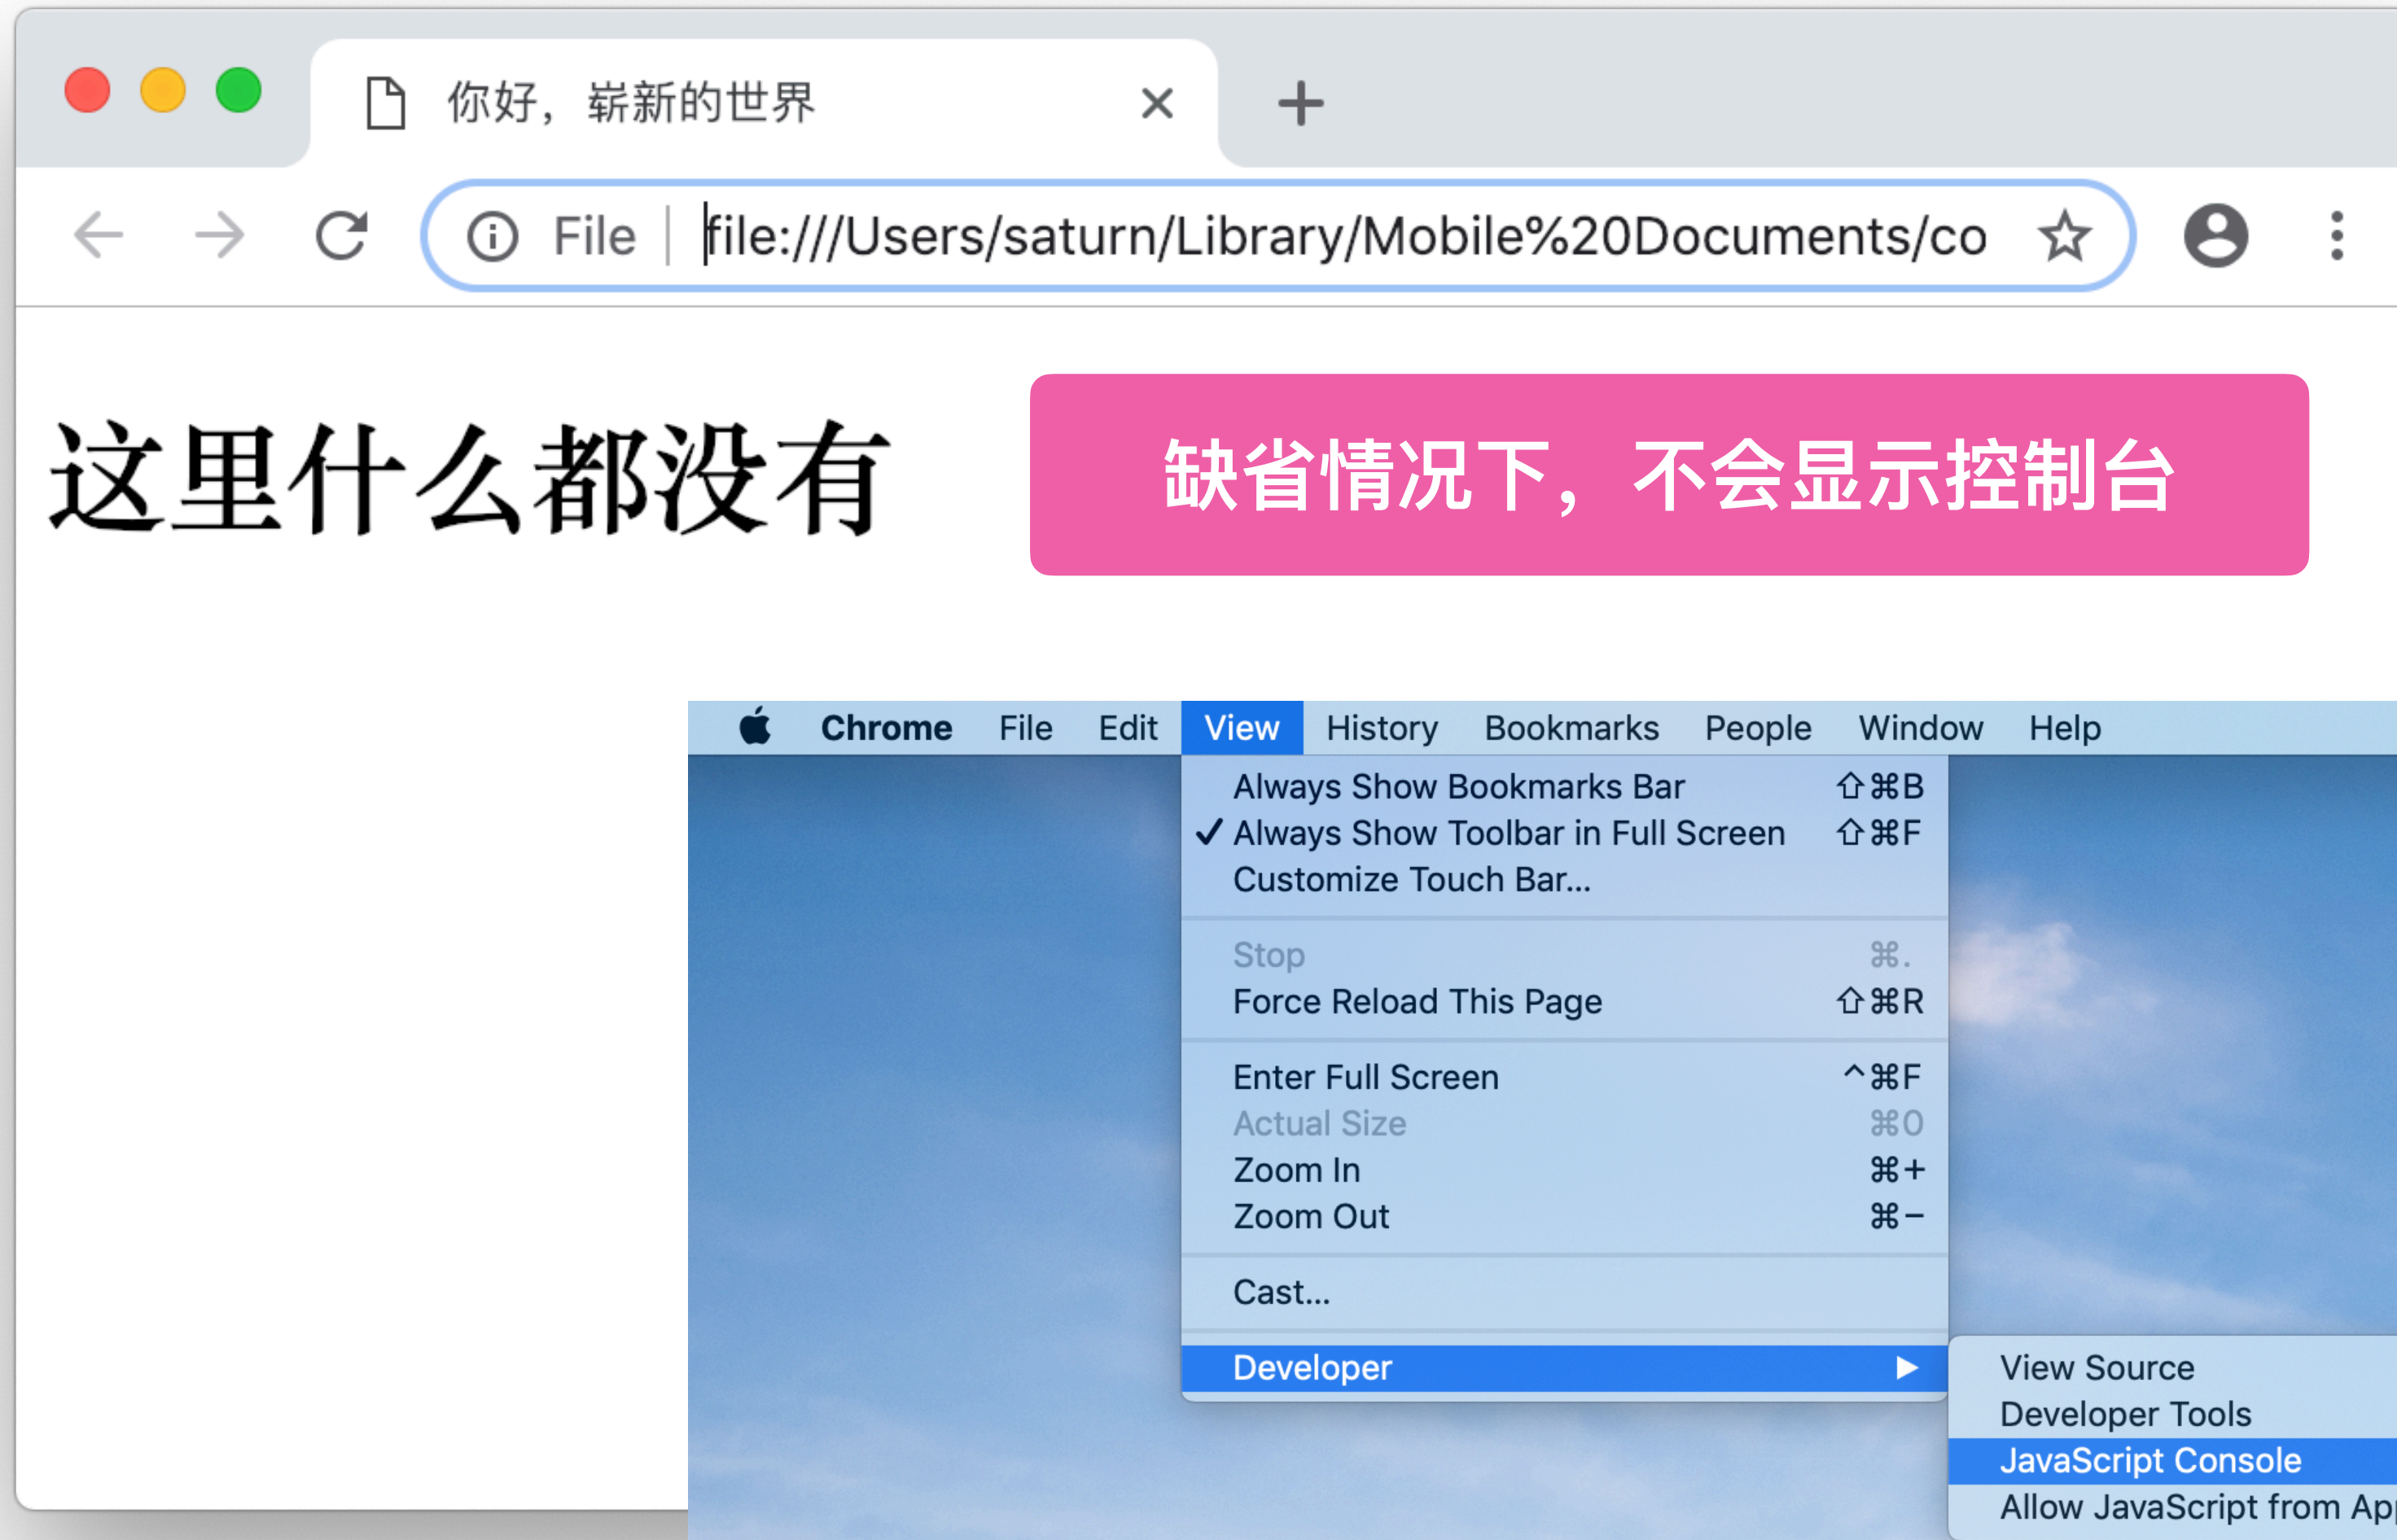 你好，崭新的世界
File file:///Users/saturn/Library/Mobile%20Documents/co
这里什么都没有
缺省情况下，不会显示控制台
Chrome File Edit View History Bookmarks People Window Help
Always Show Bookmarks Bar ⇧⌘B
✓ Always Show Toolbar in Full Screen ⇧⌘F
Customize Touch Bar...
Stop ⌘.
Force Reload This Page ⇧⌘R
Enter Full Screen ^⌘F
Actual Size ⌘0
Zoom In ⌘+
Zoom Out ⌘−
Cast...
Developer
View Source
Developer Tools
JavaScript Console
Allow JavaScript from App